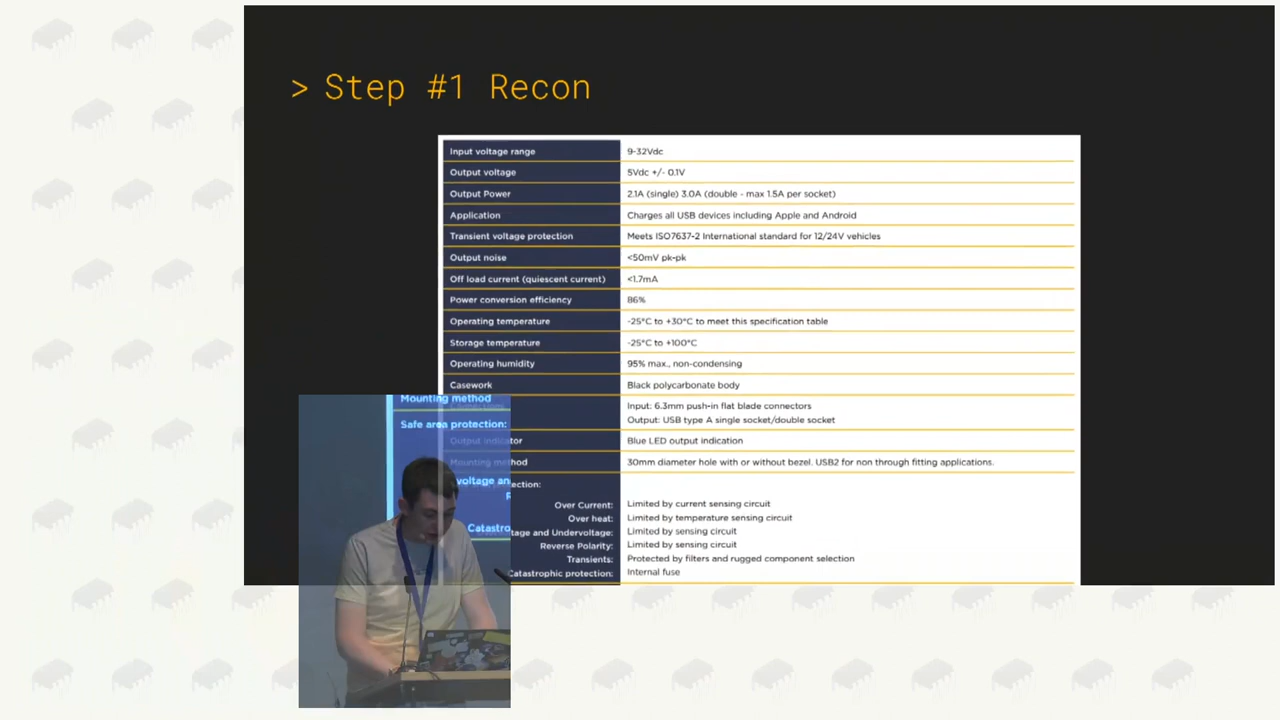 > Step #1 Recon
Input voltage range 9-32Vdc
Output voltage 5Vdc +/- 0.1V
Output Power 2.1A (single) 3.0A (double - max 1.5A per socket)
Application Charges all USB devices including Apple and Android
Transient voltage protection Meets ISO7637-2 International standard for 12/24V vehicles
Output noise <50mV pk-pk
Off load current (quiescent current) <1.7mA
Power conversion efficiency 86%
Operating temperature -25°C to +30°C to meet this specification table
Storage temperature -25°C to +100°C
Operating humidity 95% max., non-condensing
Casework Black polycarbonate body
Input: 6.3mm push-in flat blade connectors
Output: USB type A single socket/double socket
Output indicator Blue LED output indication
Mounting method 30mm diameter hole with or without bezel. USB2 for non through fitting applications.
ection:
Over Current: Limited by current sensing circuit
Over heat: Limited by temperature sensing circuit
tage and Undervoltage: Limited by sensing circuit
Reverse Polarity: Limited by sensing circuit
Transients: Protected by filters and rugged component selection
Catastrophic protection: Internal fuse
Mounting method
Safe area protection:
voltage an
Catastro